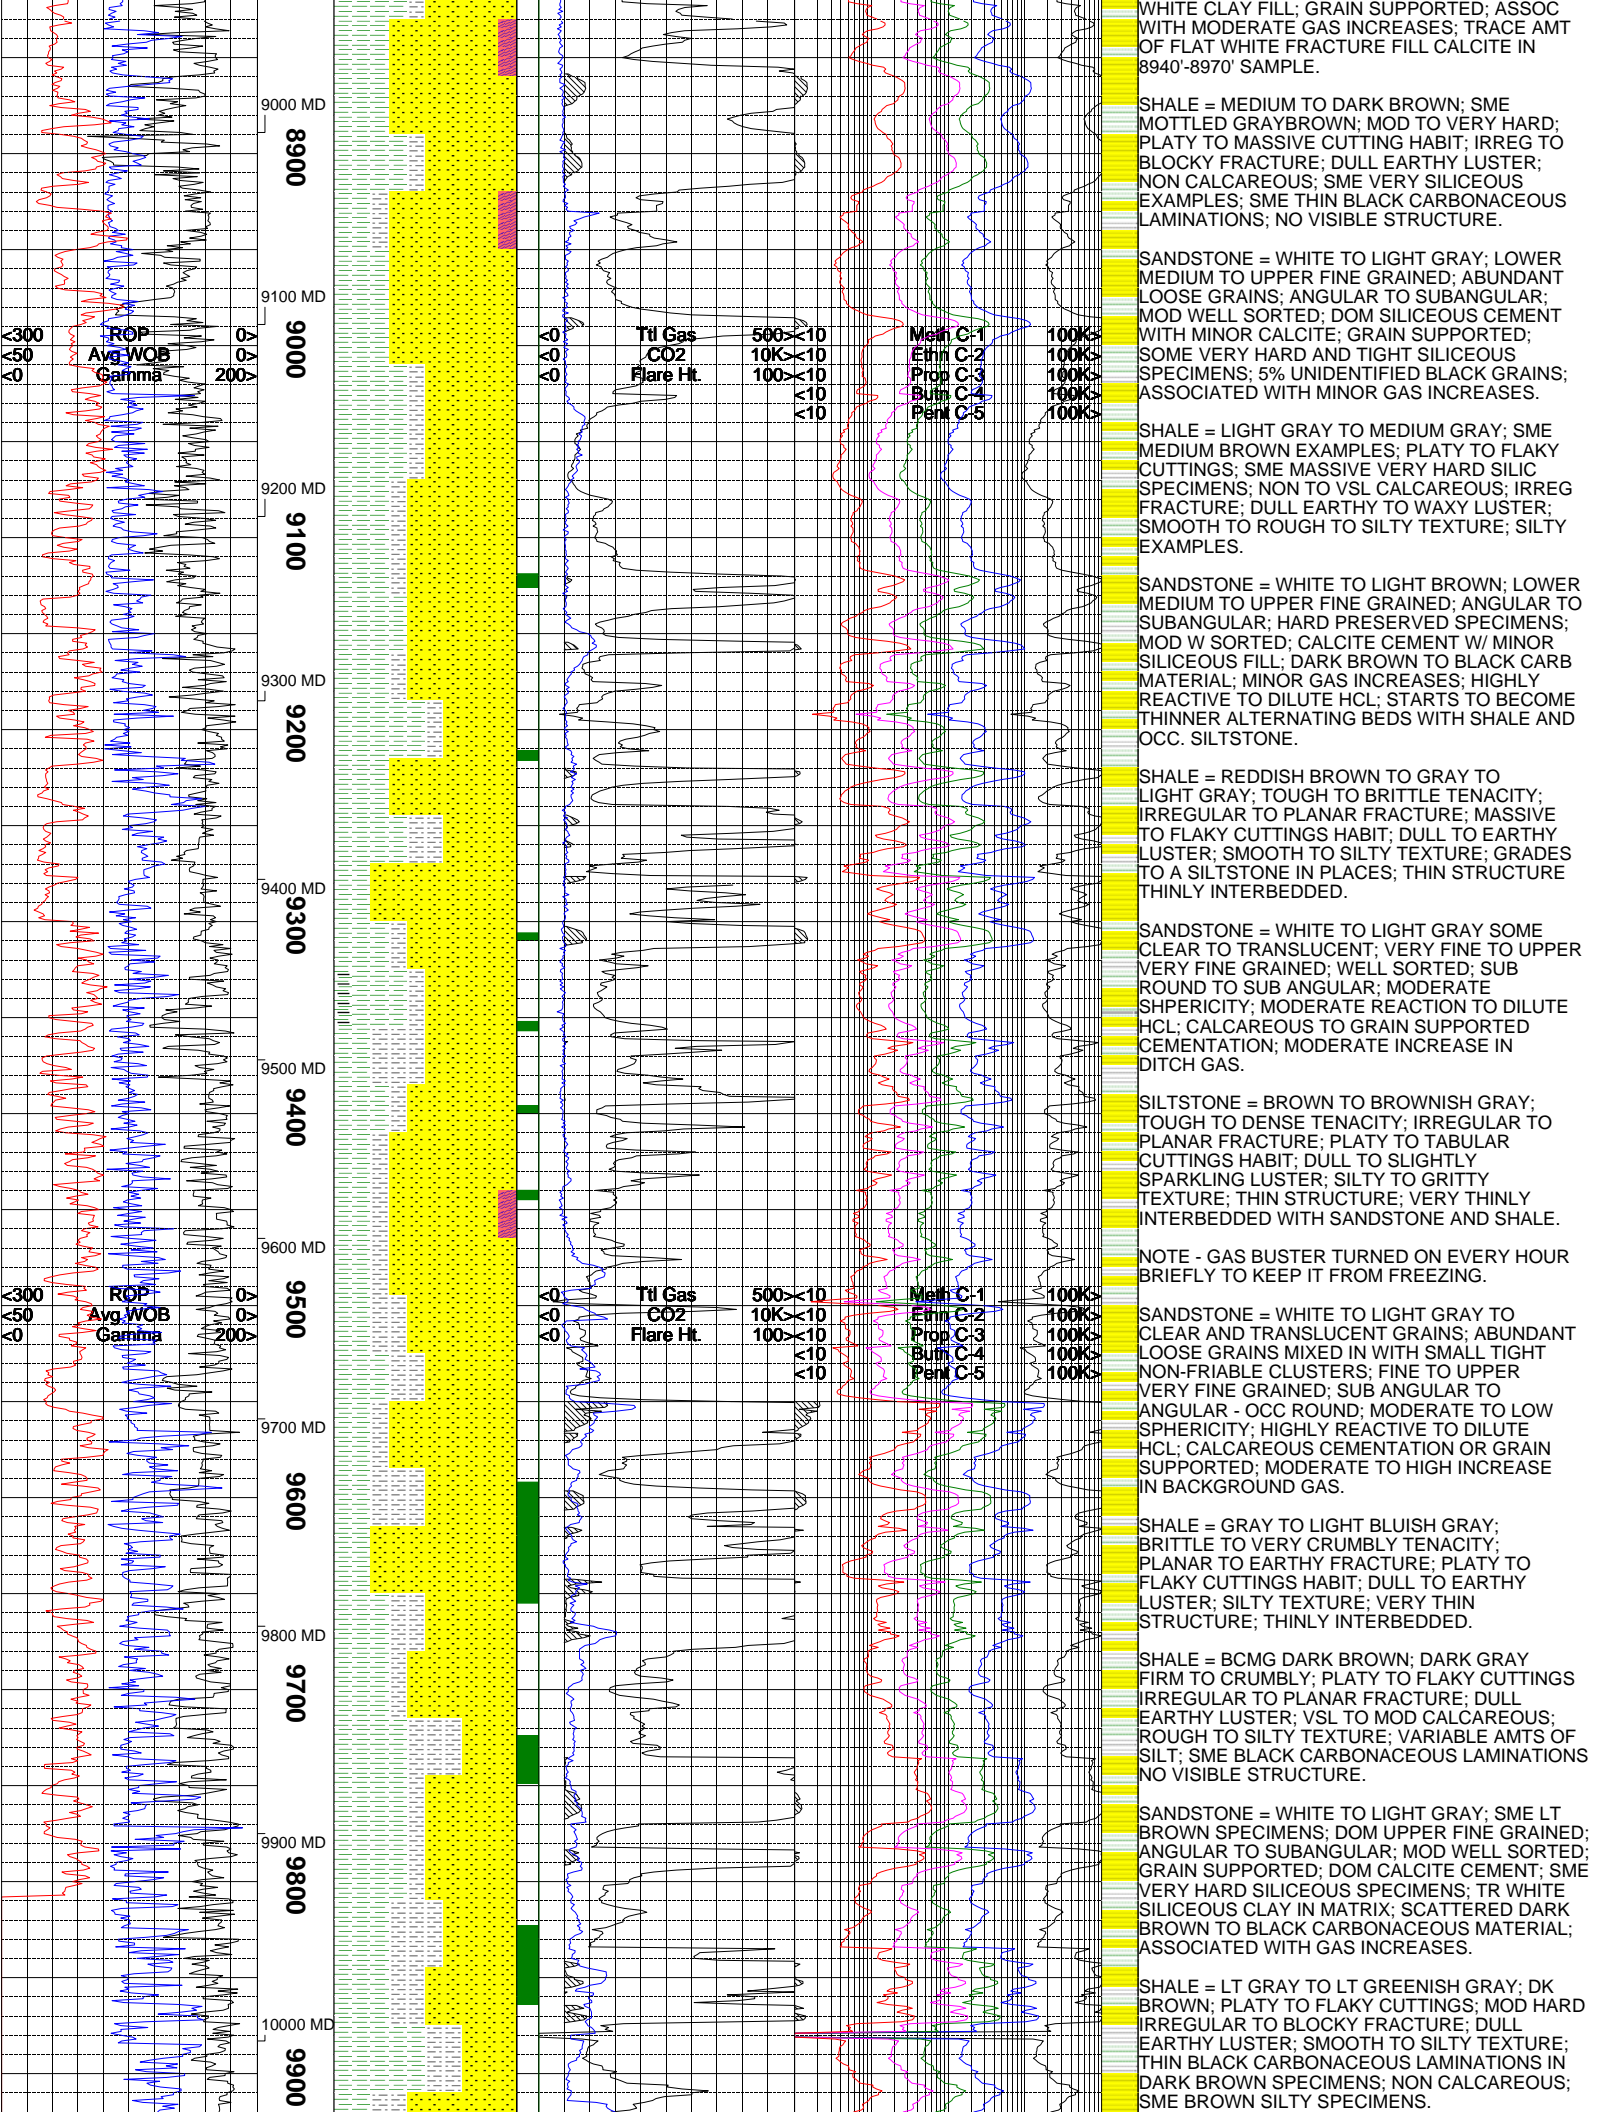 WHITE CLAY FILL; GRAIN SUPPORTED; ASSOC
WITH MODERATE GAS INCREASES; TRACE AMT
OF FLAT WHITE FRACTURE FILL CALCITE IN
8940'-8970' SAMPLE.
SHALE = MEDIUM TO DARK BROWN; SME
MOTTLED GRAYBROWN; MOD TO VERY HARD;
PLATY TO MASSIVE CUTTING HABIT; IRREG TO
BLOCKY FRACTURE; DULL EARTHY LUSTER;
NON CALCAREOUS; SME VERY SILICEOUS
EXAMPLES; SME THIN BLACK CARBONACEOUS
LAMINATIONS; NO VISIBLE STRUCTURE.
SANDSTONE = WHITE TO LIGHT GRAY; LOWER
MEDIUM TO UPPER FINE GRAINED; ABUNDANT
LOOSE GRAINS; ANGULAR TO SUBANGULAR;
MOD WELL SORTED; DOM SILICEOUS CEMENT
WITH MINOR CALCITE; GRAIN SUPPORTED;
SOME VERY HARD AND TIGHT SILICEOUS
SPECIMENS; 5% UNIDENTIFIED BLACK GRAINS;
ASSOCIATED WITH MINOR GAS INCREASES.
SHALE = LIGHT GRAY TO MEDIUM GRAY; SME
MEDIUM BROWN EXAMPLES; PLATY TO FLAKY
CUTTINGS; SME MASSIVE VERY HARD SILIC
SPECIMENS; NON TO VSL CALCAREOUS; IRREG
FRACTURE; DULL EARTHY TO WAXY LUSTER;
SMOOTH TO ROUGH TO SILTY TEXTURE; SILTY
EXAMPLES.
SANDSTONE = WHITE TO LIGHT BROWN; LOWER
MEDIUM TO UPPER FINE GRAINED; ANGULAR TO
SUBANGULAR; HARD PRESERVED SPECIMENS;
MOD W SORTED; CALCITE CEMENT W/ MINOR
SILICEOUS FILL; DARK BROWN TO BLACK CARB
MATERIAL; MINOR GAS INCREASES; HIGHLY
REACTIVE TO DILUTE HCL; STARTS TO BECOME
THINNER ALTERNATING BEDS WITH SHALE AND
OCC. SILTSTONE.
SHALE = REDDISH BROWN TO GRAY TO
LIGHT GRAY; TOUGH TO BRITTLE TENACITY;
IRREGULAR TO PLANAR FRACTURE; MASSIVE
TO FLAKY CUTTINGS HABIT; DULL TO EARTHY
LUSTER; SMOOTH TO SILTY TEXTURE; GRADES
TO A SILTSTONE IN PLACES; THIN STRUCTURE
THINLY INTERBEDDED.
SANDSTONE = WHITE TO LIGHT GRAY SOME
CLEAR TO TRANSLUCENT; VERY FINE TO UPPER
VERY FINE GRAINED; WELL SORTED; SUB
ROUND TO SUB ANGULAR; MODERATE
SHPERICITY; MODERATE REACTION TO DILUTE
HCL; CALCAREOUS TO GRAIN SUPPORTED
CEMENTATION; MODERATE INCREASE IN
DITCH GAS.
SILTSTONE = BROWN TO BROWNISH GRAY;
TOUGH TO DENSE TENACITY; IRREGULAR TO
PLANAR FRACTURE; PLATY TO TABULAR
CUTTINGS HABIT; DULL TO SLIGHTLY
SPARKLING LUSTER; SILTY TO GRITTY
TEXTURE; THIN STRUCTURE; VERY THINLY
INTERBEDDED WITH SANDSTONE AND SHALE.
NOTE - GAS BUSTER TURNED ON EVERY HOUR
BRIEFLY TO KEEP IT FROM FREEZING.
SANDSTONE = WHITE TO LIGHT GRAY TO
CLEAR AND TRANSLUCENT GRAINS; ABUNDANT
LOOSE GRAINS MIXED IN WITH SMALL TIGHT
NON-FRIABLE CLUSTERS; FINE TO UPPER
VERY FINE GRAINED; SUB ANGULAR TO
ANGULAR - OCC ROUND; MODERATE TO LOW
SPHERICITY; HIGHLY REACTIVE TO DILUTE
HCL; CALCAREOUS CEMENTATION OR GRAIN
SUPPORTED; MODERATE TO HIGH INCREASE
IN BACKGROUND GAS.
SHALE = GRAY TO LIGHT BLUISH GRAY;
BRITTLE TO VERY CRUMBLY TENACITY;
PLANAR TO EARTHY FRACTURE; PLATY TO
FLAKY CUTTINGS HABIT; DULL TO EARTHY
LUSTER; SILTY TEXTURE; VERY THIN
STRUCTURE; THINLY INTERBEDDED.
SHALE = BCMG DARK BROWN; DARK GRAY
FIRM TO CRUMBLY; PLATY TO FLAKY CUTTINGS
IRREGULAR TO PLANAR FRACTURE; DULL
EARTHY LUSTER; VSL TO MOD CALCAREOUS;
ROUGH TO SILTY TEXTURE; VARIABLE AMTS OF
SILT; SME BLACK CARBONACEOUS LAMINATIONS
NO VISIBLE STRUCTURE.
SANDSTONE = WHITE TO LIGHT GRAY; SME LT
BROWN SPECIMENS; DOM UPPER FINE GRAINED;
ANGULAR TO SUBANGULAR; MOD WELL SORTED;
GRAIN SUPPORTED; DOM CALCITE CEMENT; SME
VERY HARD SILICEOUS SPECIMENS; TR WHITE
SILICEOUS CLAY IN MATRIX; SCATTERED DARK
BROWN TO BLACK CARBONACEOUS MATERIAL;
ASSOCIATED WITH GAS INCREASES.
SHALE = LT GRAY TO LT GREENISH GRAY; DK
BROWN; PLATY TO FLAKY CUTTINGS; MOD HARD
IRREGULAR TO BLOCKY FRACTURE; DULL
EARTHY LUSTER; SMOOTH TO SILTY TEXTURE;
THIN BLACK CARBONACEOUS LAMINATIONS IN
DARK BROWN SPECIMENS; NON CALCAREOUS;
SME BROWN SILTY SPECIMENS.
9000 MD
8900
9100 MD
9000
<300 ROP 0>
<50 Avg WOB 0>
<0 Gamma 200>
<0 Ttl Gas 500>
<0 CO2 10K>
<0 Flare Ht. 100>
<10 Meth C-1 100K>
<10 Ethn C-2 100K>
<10 Prop C-3 100K>
<10 Butn C-4 100K>
<10 Pent C-5 100K>
9200 MD
9100
9300 MD
9200
9400 MD
9300
9500 MD
9400
9600 MD
9500
<300 ROP 0>
<50 Avg WOB 0>
<0 Gamma 200>
<0 Ttl Gas 500>
<0 CO2 10K>
<0 Flare Ht. 100>
<10 Meth C-1 100K>
<10 Ethn C-2 100K>
<10 Prop C-3 100K>
<10 Butn C-4 100K>
<10 Pent C-5 100K>
9700 MD
9600
9800 MD
9700
9900 MD
9800
10000 MD
9900